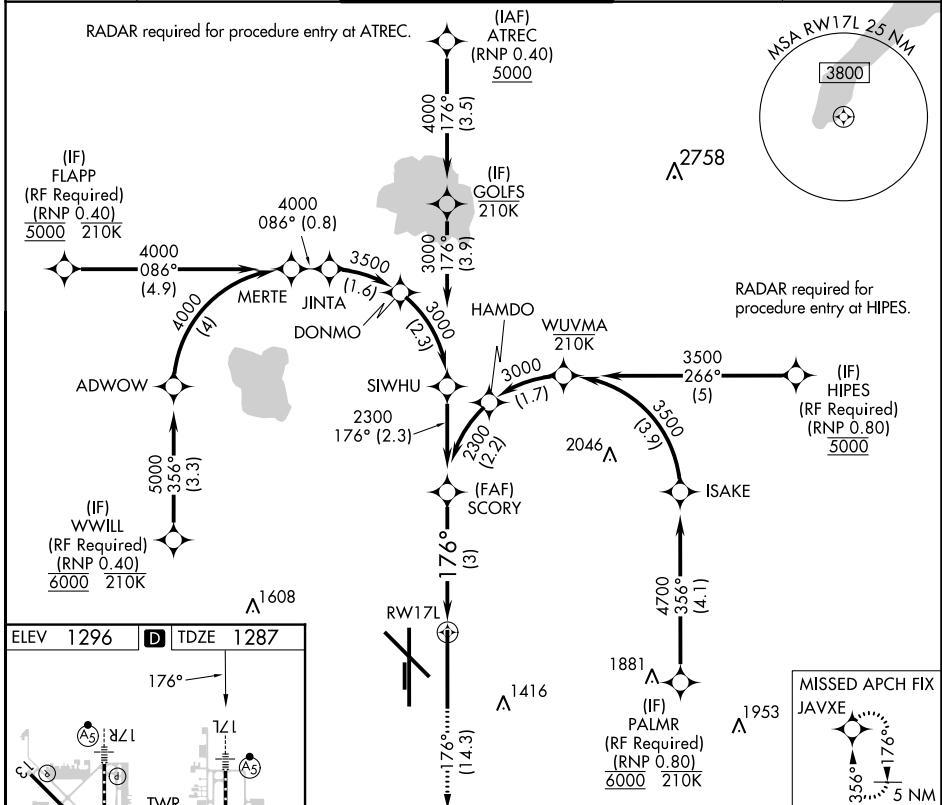 RADAR required for procedure entry at ATREC.
(IAF)
ATREC
(RNP 0.40)
5000
4000
176°
(3.5)
MSA RW17L 25 NM
3800
2758
(IF)
FLAPP
(RF Required)
(RNP 0.40)
5000 210K
4000
086° (0.8)
(IF)
GOLFS
210K
3000
176°
(3.9)
4000
086°
(4.9)
MERTE
JINTA
3500
(1.6)
DONMO
3000
(2.3)
4000
(4)
HAMDO
WUVMA
210K
RADAR required for
procedure entry at HIPES.
ADWOW
SIWHU
3000
(1.7)
3500
266°
(5)
(IF)
HIPES
(RF Required)
(RNP 0.80)
5000
2300
176° (2.3)
2300
(2.2)
2046
3500
(3.9)
5000
356°
(3.3)
(FAF)
SCORY
ISAKE
(IF)
WWILL
(RF Required)
(RNP 0.40)
6000 210K
176°
(3)
4700
356°
(4.1)
1608
RW17L
1881
1416
(IF)
PALMR
(RF Required)
(RNP 0.80)
6000 210K
1953
176°
(14.3)
ELEV 1296 D TDZE 1287
176°
A5
17R
17L
A5
13
P
P
TWR
MISSED APCH FIX
JAVXE
176°
356°
5 NM